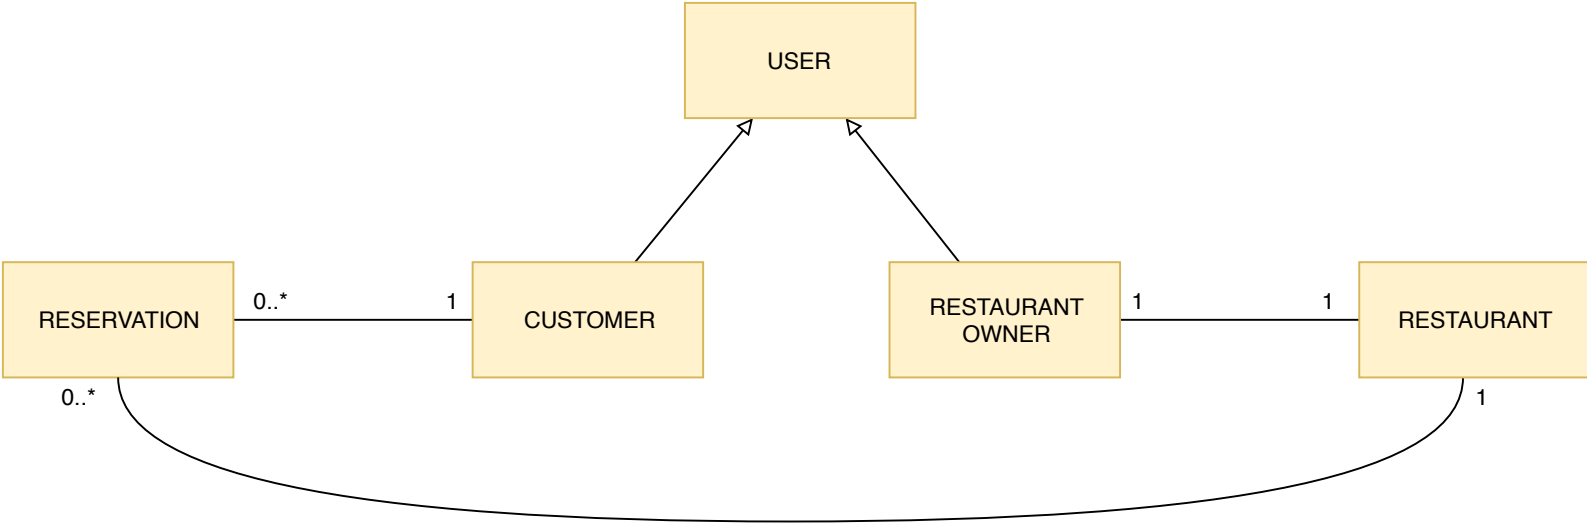 USER
RESERVATION
0..*
1
CUSTOMER
RESTAURANT
OWNER
1
1
RESTAURANT
0..*
1